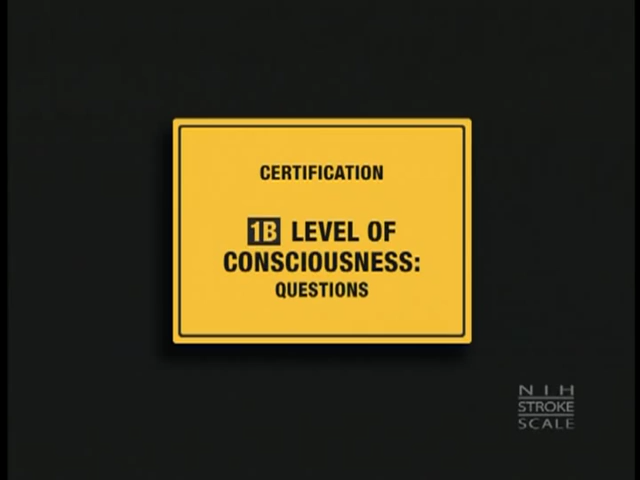 CERTIFICATION
1B LEVEL OF
CONSCIOUSNESS:
QUESTIONS
NIH
STROKE
SCALE